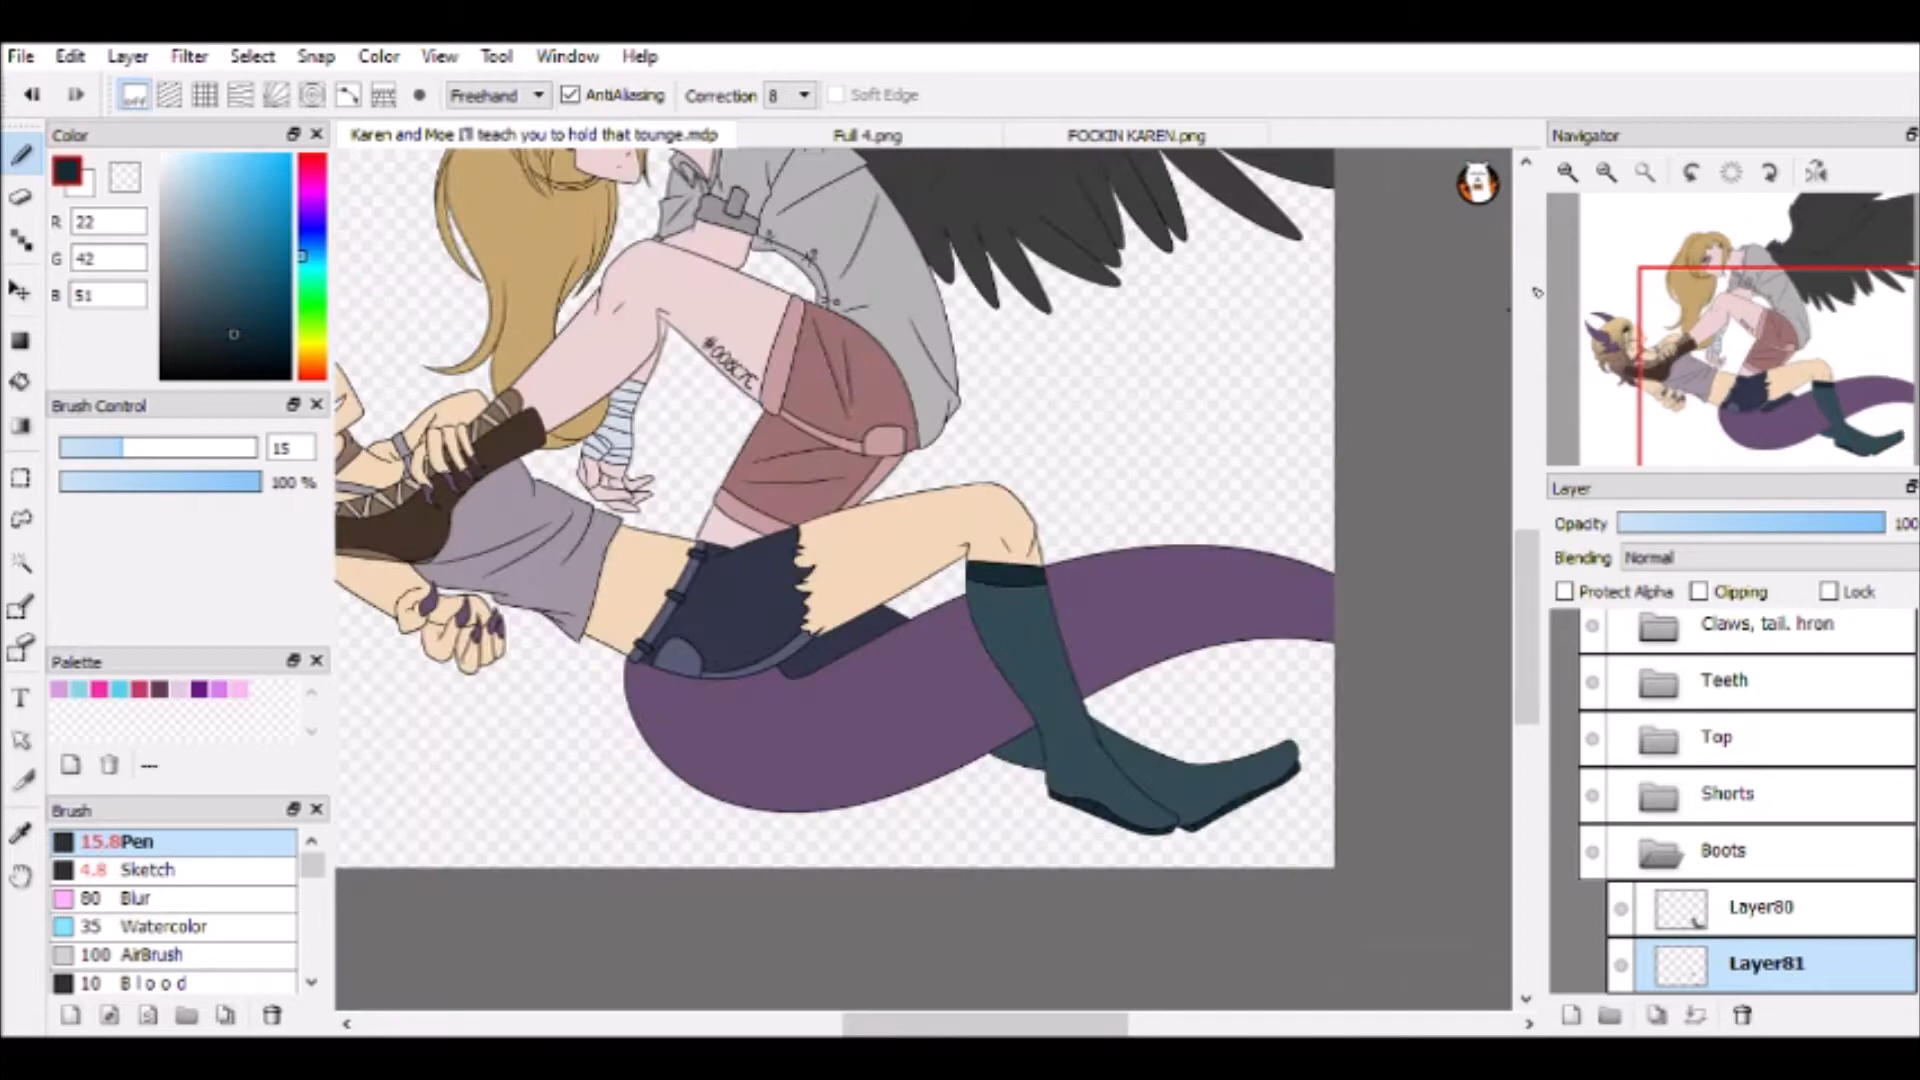 File Edit Layer Filter Select Snap Color View Tool Window Help
off Freehand AntiAliasing Correction 8 Soft Edge
Color
Karen and Moe I'll teach you to hold that tounge.mdp
Full 4.png
FOCKIN KAREN.png
Navigator
R 22
G 42
B 51
Brush Control
15
100 %
Palette
---
Brush
15.8 Pen
4.8 Sketch
80 Blur
35 Watercolor
100 AirBrush
10 Blood
Layer
Opacity 100
Blending Normal
Protect Alpha Clipping Lock
Claws, tail. hron
Teeth
Top
Shorts
Boots
Layer80
Layer81